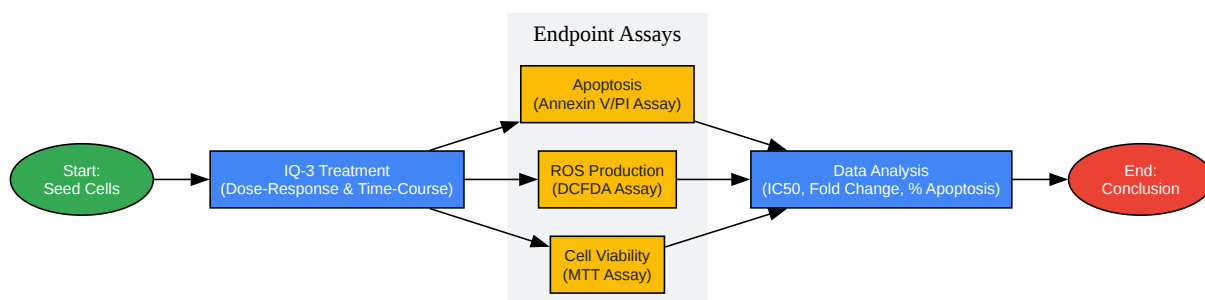 Start:
Seed Cells
IQ-3 Treatment
(Dose-Response & Time-Course)
Endpoint Assays
Apoptosis
(Annexin V/PI Assay)
ROS Production
(DCFDA Assay)
Cell Viability
(MTT Assay)
Data Analysis
(IC50, Fold Change, % Apoptosis)
End:
Conclusion